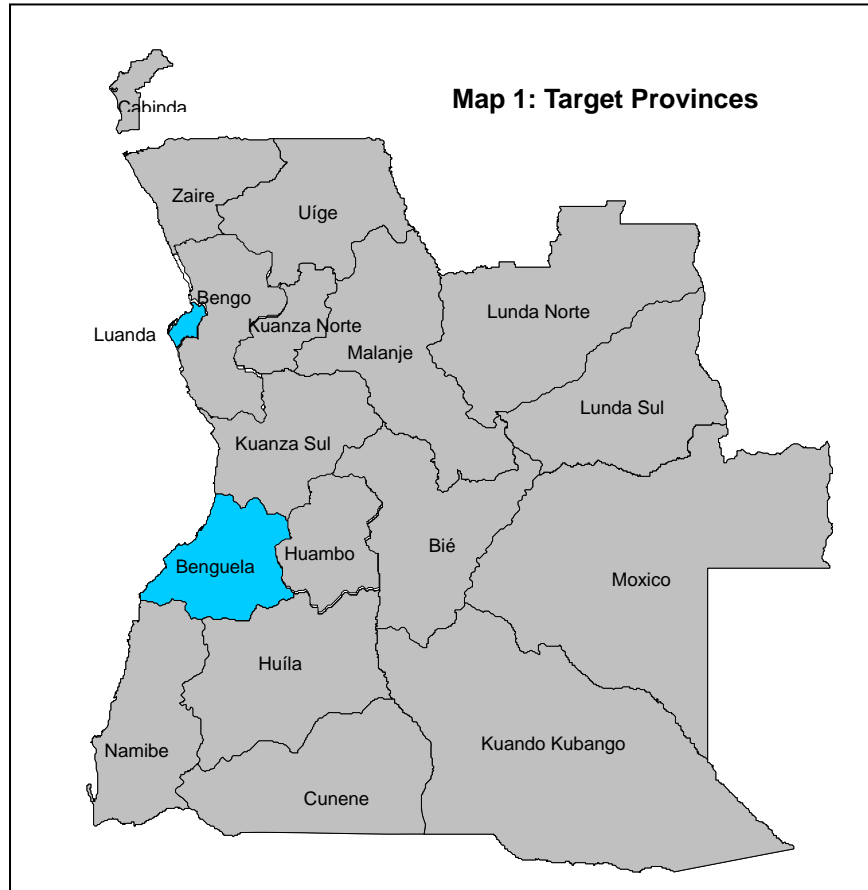 Cabinda
Map 1: Target Provinces
Zaire
Uíge
Bengo
Luanda
Kuanza Norte
Lunda Norte
Malanje
Lunda Sul
Kuanza Sul
Benguela
Huambo
Bié
Moxico
Huíla
Namibe
Kuando Kubango
Cunene